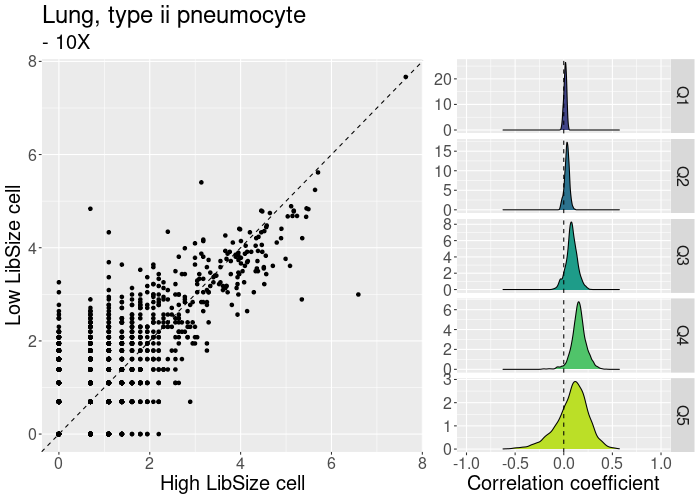 Lung, type ii pneumocyte
- 10X
8
6
4
2
0
Low LibSize cell
0 2 4 6 8
High LibSize cell
20
10
0
Q1
15
10
5
0
Q2
8
6
4
2
0
Q3
6
4
2
0
Q4
3
2
1
0
Q5
-1.0 -0.5 0.0 0.5 1.0
Correlation coefficient